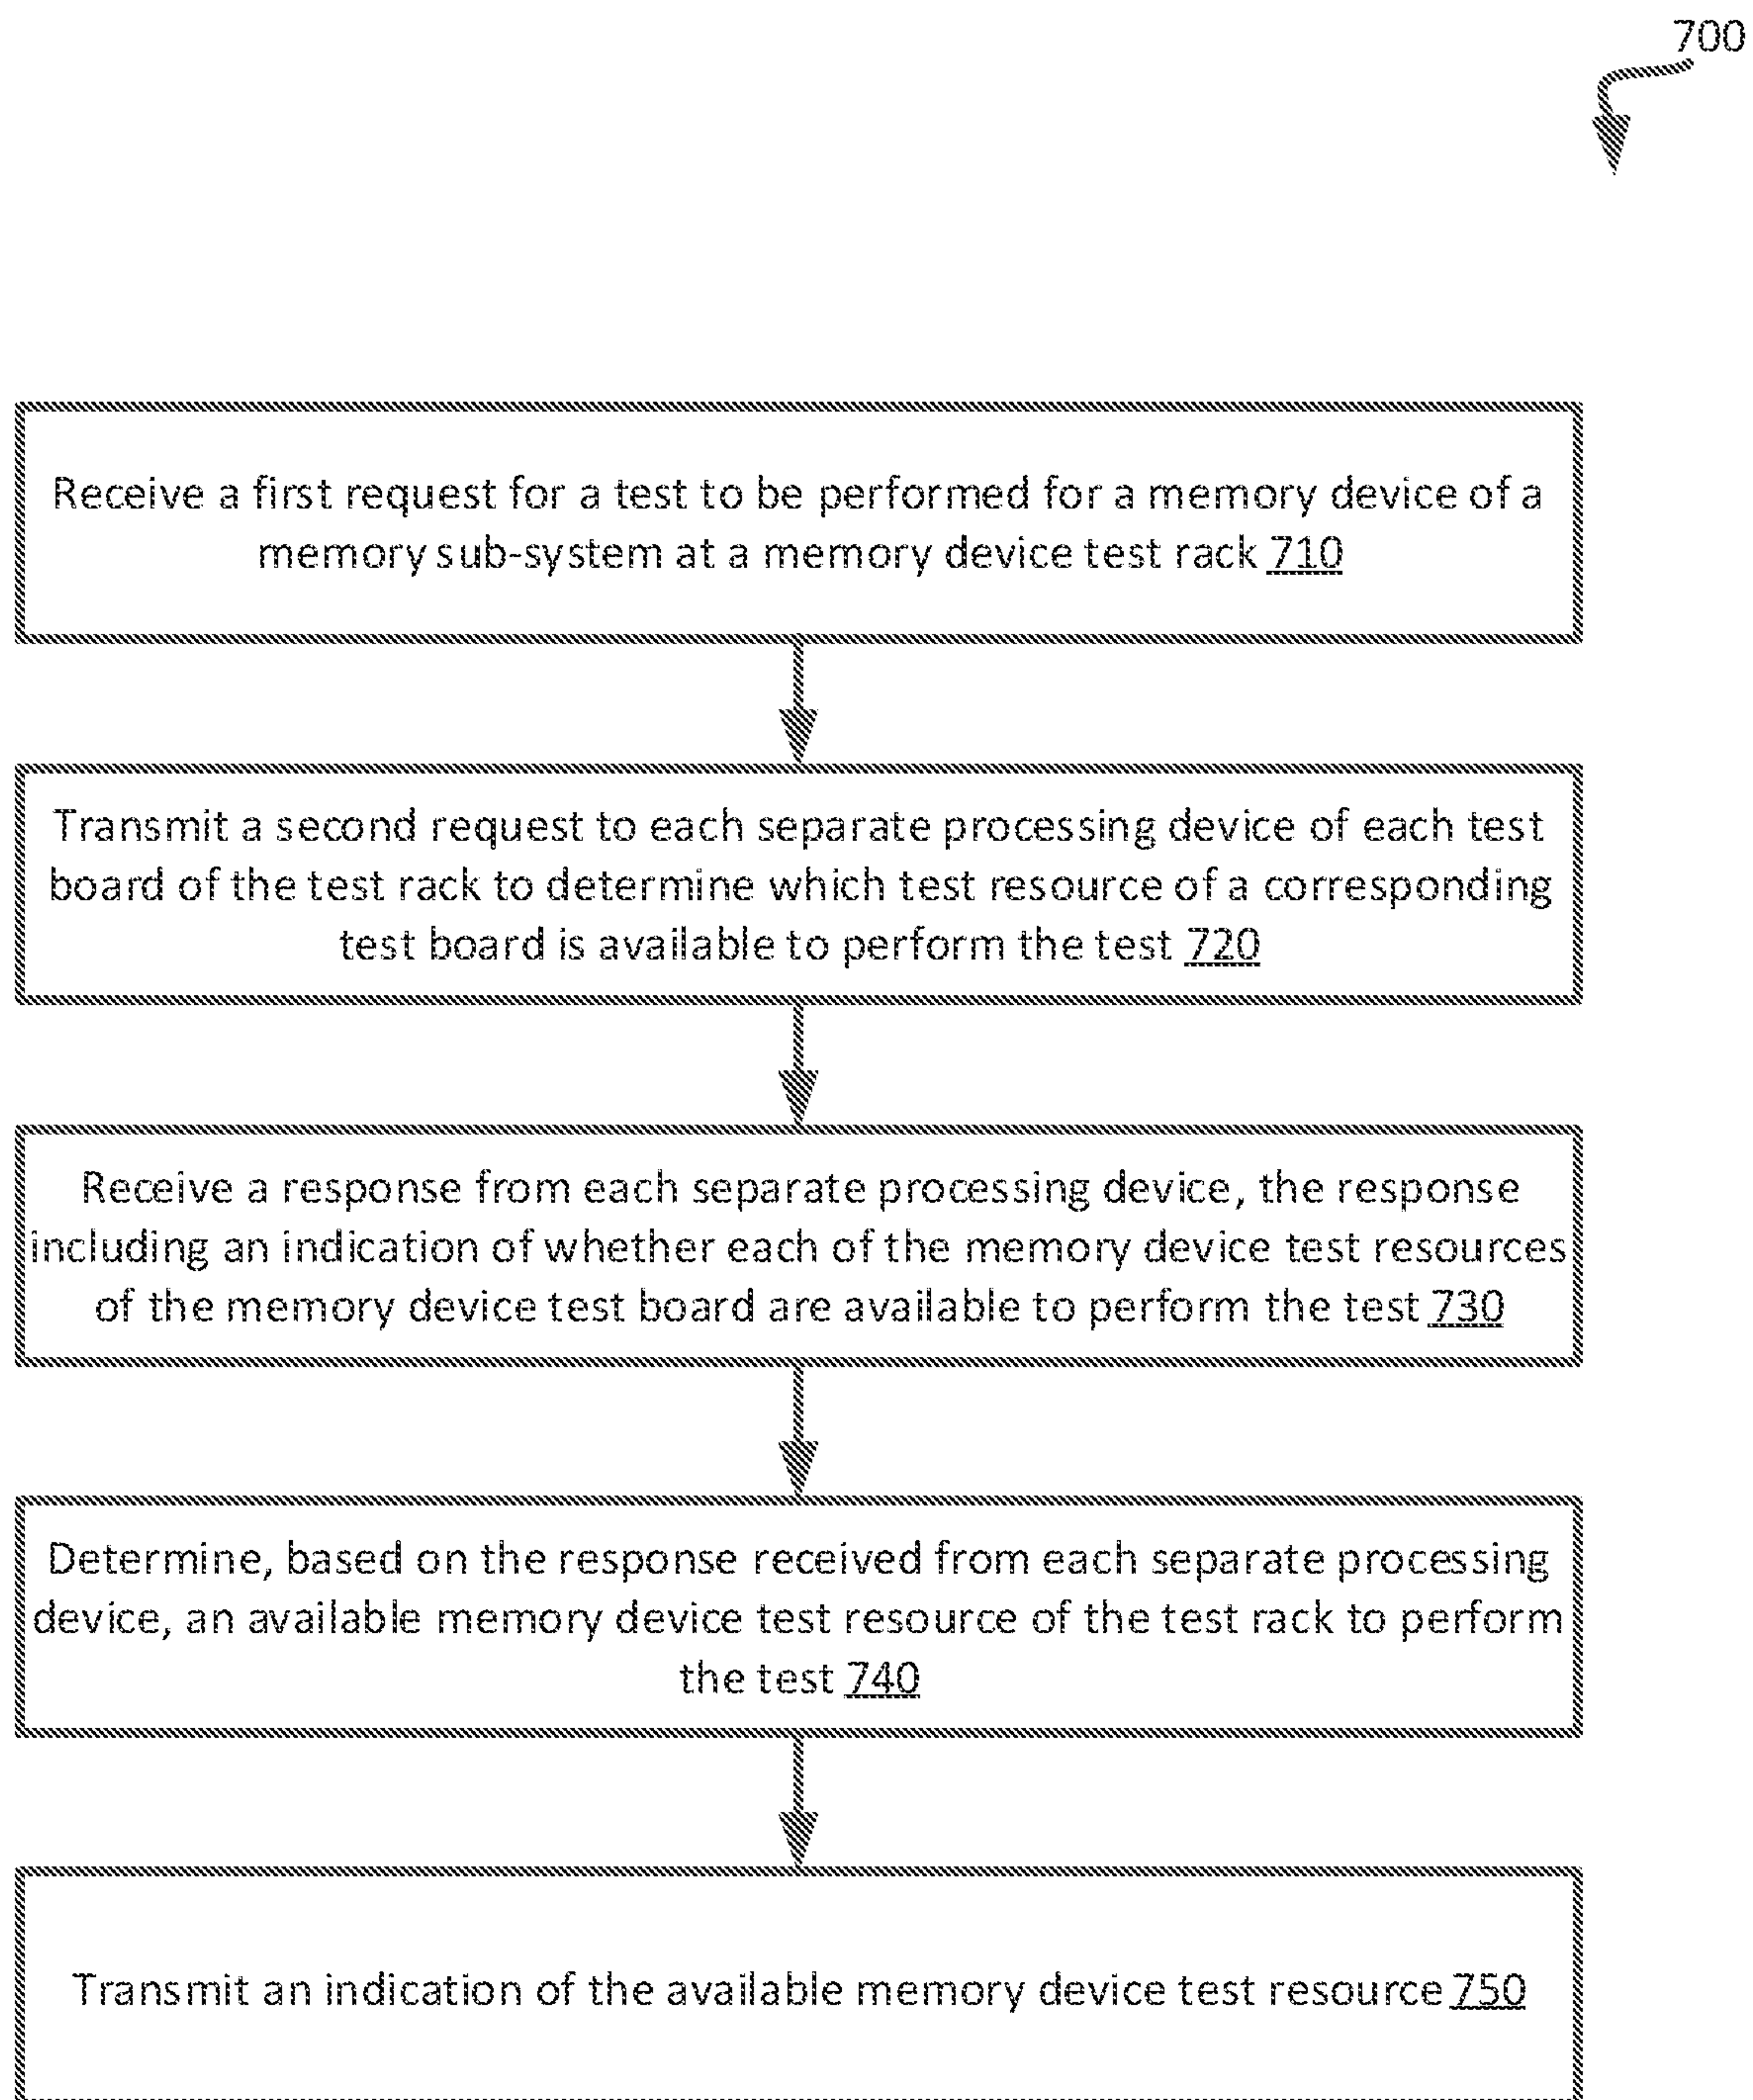 700
Receive a first request for a test to be performed for a memory device of a
memory sub-system at a memory device test rack 710
Transmit a second request to each separate processing device of each test
board of the test rack to determine which test resource of a corresponding
test board is available to perform the test 720
Receive a response from each separate processing device, the response
including an indication of whether each of the memory device test resources
of the memory device test board are available to perform the test 730
Determine, based on the response received from each separate processing
device, an available memory device test resource of the test rack to perform
the test 740
Transmit an indication of the available memory device test resource 750